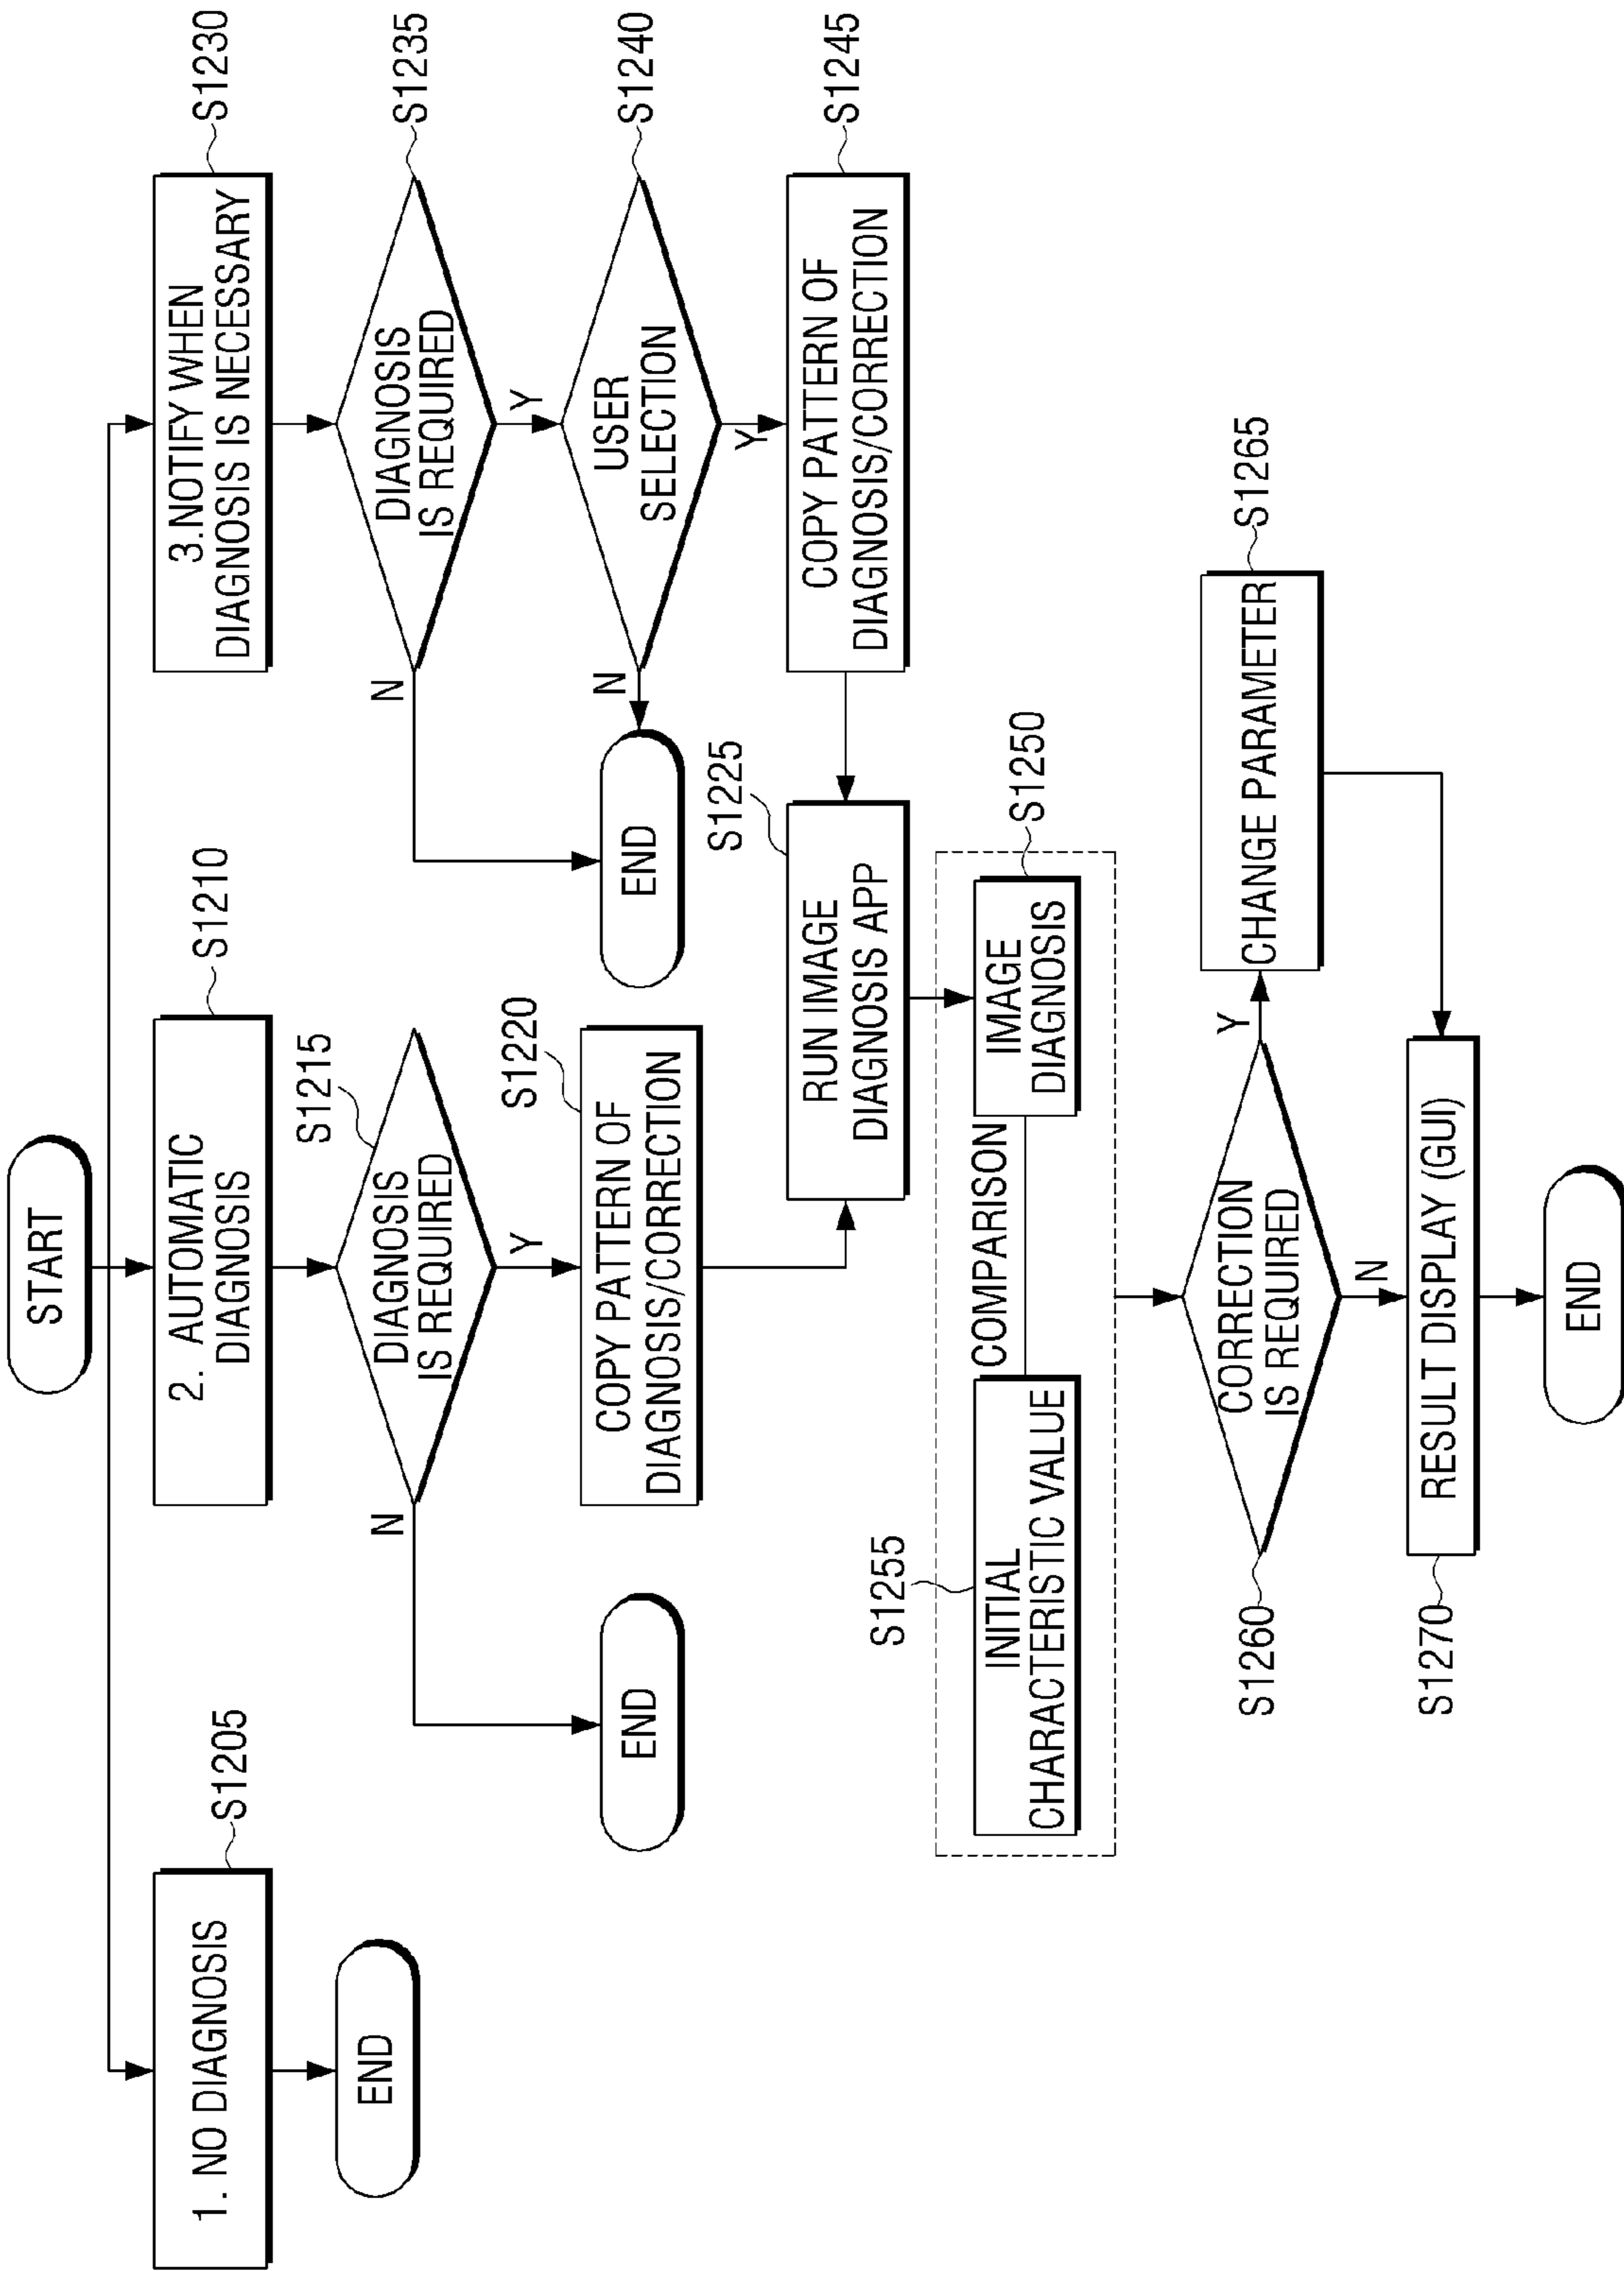 START
1. NO DIAGNOSIS
S1205
END
2. AUTOMATIC
DIAGNOSIS
S1210
DIAGNOSIS
IS REQUIRED
S1215
N
END
Y
COPY PATTERN OF
DIAGNOSIS/CORRECTION
S1220
3.NOTIFY WHEN
DIAGNOSIS IS NECESSARY
S1230
DIAGNOSIS
IS REQUIRED
S1235
N
Y
USER
SELECTION
S1240
N
END
Y
COPY PATTERN OF
DIAGNOSIS/CORRECTION
S1245
RUN IMAGE
DIAGNOSIS APP
S1225
S1255
INITIAL
CHARACTERISTIC VALUE
COMPARISON
IMAGE
DIAGNOSIS
S1250
S1260
CORRECTION
IS REQUIRED
Y
CHANGE PARAMETER
S1265
N
S1270
RESULT DISPLAY (GUI)
END